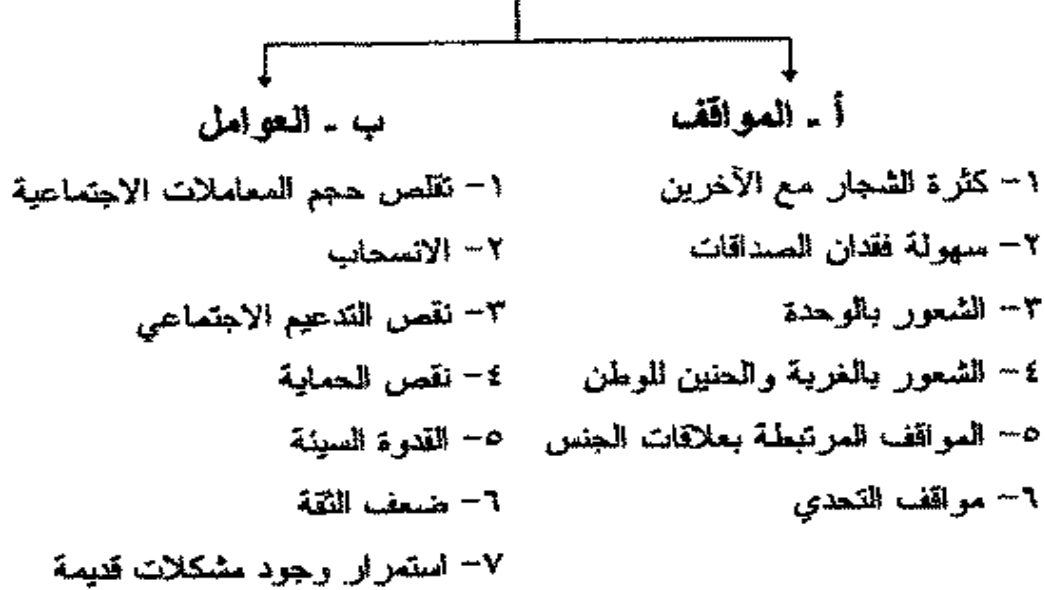 أ - المواقف
١- كثرة الشجار مع الآخرين
٢- سهولة فقدان الصداقات
٣- الشعور بالوحدة
٤- الشعور بالغربة والحنين للوطن
٥- المواقف المرتبطة بعلاقات الجنس
٦- مواقف التحدي
ب - العوامل
١- تقلص حجم المعاملات الاجتماعية
٢- الانسحاب
٣- نقص التدعيم الاجتماعي
٤- نقص الحماية
٥- القدوة السيئة
٦- ضعف الثقة
٧- استمرار وجود مشكلات قديمة